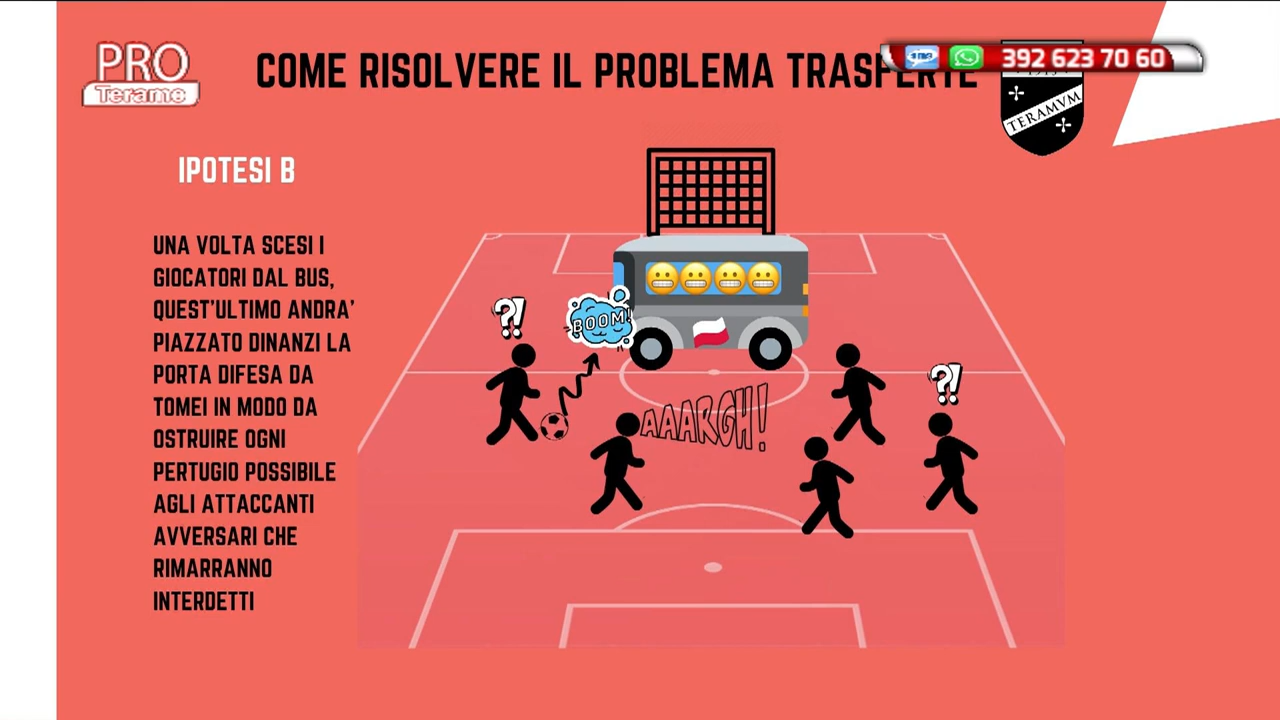 PRO
Teramo
COME RISOLVERE IL PROBLEMA TRASFERTE
SMS
392 623 70 60
1913
TERAMVM
IPOTESI B
UNA VOLTA SCESI I
GIOCATORI DAL BUS,
QUEST'ULTIMO ANDRA'
PIAZZATO DINANZI LA
PORTA DIFESA DA
TOMEI IN MODO DA
OSTRUIRE OGNI
PERTUGIO POSSIBILE
AGLI ATTACCANTI
AVVERSARI CHE
RIMARRANNO
INTERDETTI
?!
BOOM!
?!
AAARGH!